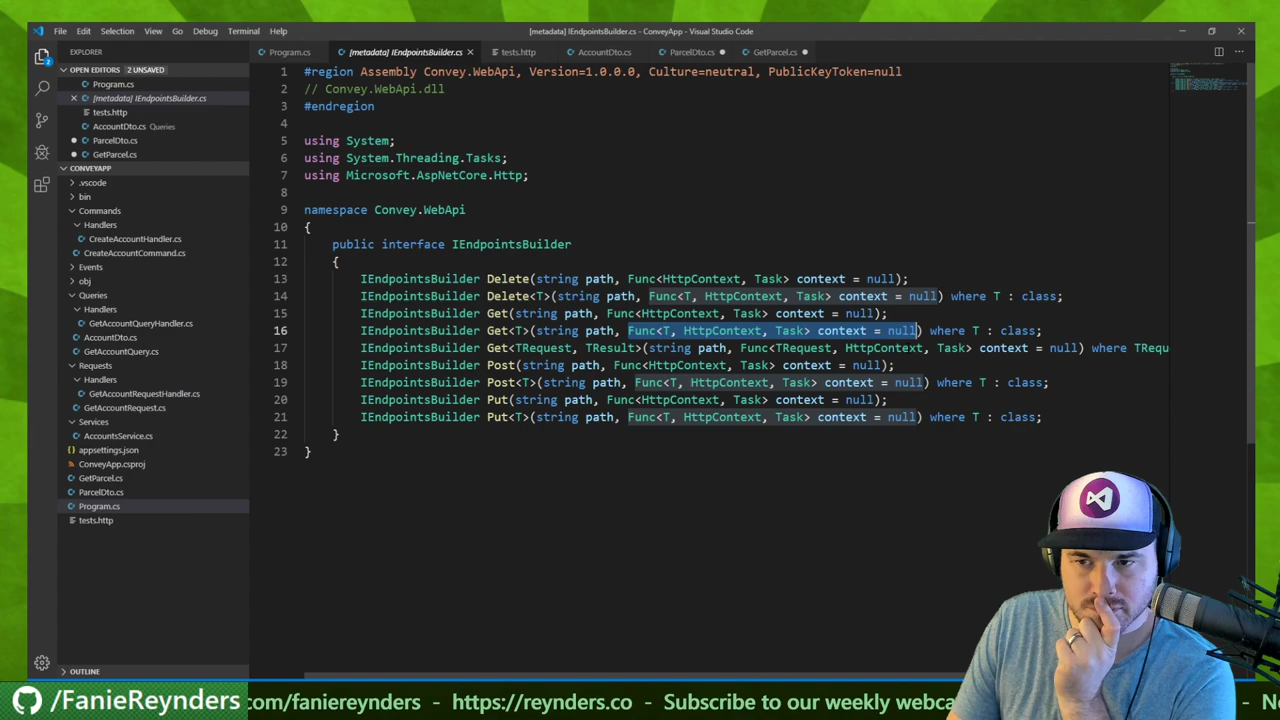 File Edit Selection View Go Debug Terminal Help
[metadata] IEndpointsBuilder.cs - ConveyApp - Visual Studio Code
EXPLORER
Program.cs
[metadata] IEndpointsBuilder.cs
tests.http
AccountDto.cs
ParcelDto.cs
GetParcel.cs
OPEN EDITORS 2 UNSAVED
Program.cs
[metadata] IEndpointsBuilder.cs
tests.http
AccountDto.cs Queries
ParcelDto.cs
GetParcel.cs
CONVEYAPP
.vscode
bin
Commands
Handlers
CreateAccountHandler.cs
CreateAccountCommand.cs
Events
obj
Queries
Handlers
GetAccountQueryHandler.cs
AccountDto.cs
GetAccountQuery.cs
Requests
Handlers
GetAccountRequestHandler.cs
GetAccountRequest.cs
Services
AccountsService.cs
appsettings.json
ConveyApp.csproj
GetParcel.cs
ParcelDto.cs
Program.cs
tests.http
OUTLINE
1 #region Assembly Convey.WebApi, Version=1.0.0.0, Culture=neutral, PublicKeyToken=null
2 // Convey.WebApi.dll
3 #endregion
4
5 using System;
6 using System.Threading.Tasks;
7 using Microsoft.AspNetCore.Http;
8
9 namespace Convey.WebApi
10 {
11 public interface IEndpointsBuilder
12 {
13 IEndpointsBuilder Delete(string path, Func<HttpContext, Task> context = null);
14 IEndpointsBuilder Delete<T>(string path, Func<T, HttpContext, Task> context = null) where T : class;
15 IEndpointsBuilder Get(string path, Func<HttpContext, Task> context = null);
16 IEndpointsBuilder Get<T>(string path, Func<T, HttpContext, Task> context = null) where T : class;
17 IEndpointsBuilder Get<TRequest, TResult>(string path, Func<TRequest, HttpContext, Task> context = null) where TRequ
18 IEndpointsBuilder Post(string path, Func<HttpContext, Task> context = null);
19 IEndpointsBuilder Post<T>(string path, Func<T, HttpContext, Task> context = null) where T : class;
20 IEndpointsBuilder Put(string path, Func<HttpContext, Task> context = null);
21 IEndpointsBuilder Put<T>(string path, Func<T, HttpContext, Task> context = null) where T : class;
22 }
23 }
/FanieReynders
com/faniereynders - https://reynders.co - Subscribe to our weekly webca